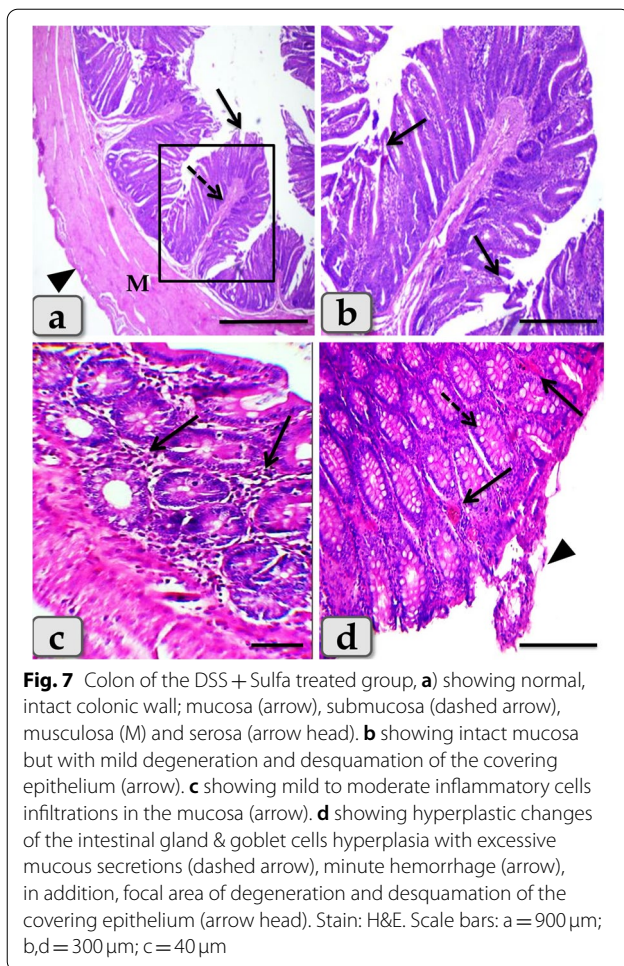 M
a
b
c
d
Fig. 7 Colon of the DSS + Sulfa treated group, a) showing normal,
intact colonic wall; mucosa (arrow), submucosa (dashed arrow),
musculosa (M) and serosa (arrow head). b showing intact mucosa
but with mild degeneration and desquamation of the covering
epithelium (arrow). c showing mild to moderate inflammatory cells
infiltrations in the mucosa (arrow). d showing hyperplastic changes
of the intestinal gland & goblet cells hyperplasia with excessive
mucous secretions (dashed arrow), minute hemorrhage (arrow),
in addition, focal area of degeneration and desquamation of the
covering epithelium (arrow head). Stain: H&E. Scale bars: a = 900 µm;
b,d = 300 µm; c = 40 µm